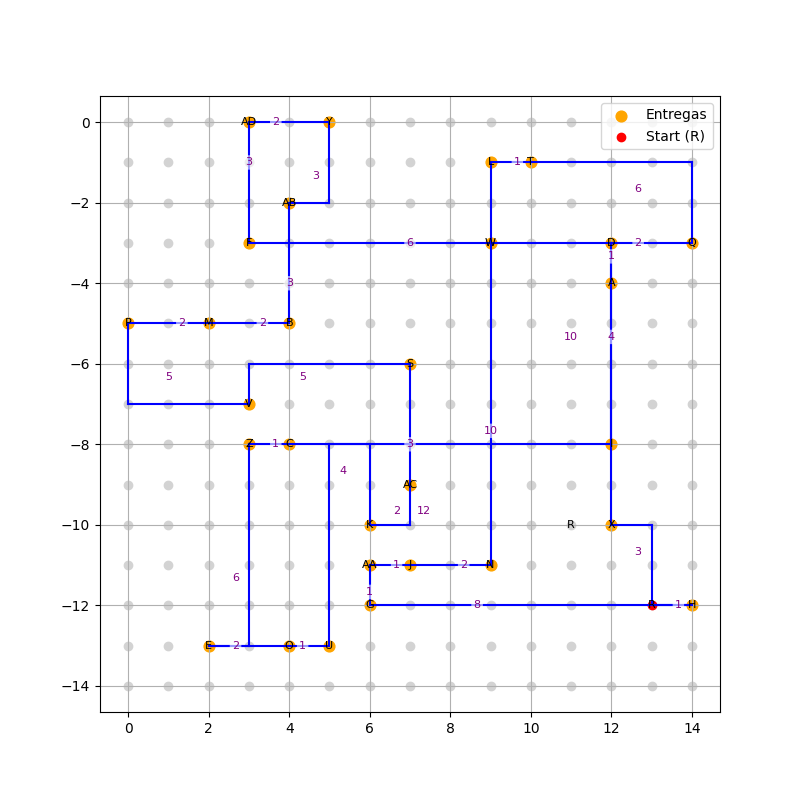 Entregas
Start (R)
0 AD 2 Y
3 L 1 T
3 6
−2 AB
F 6 W D 2 Q
1
−4 3 A
P 2 M 2 B 10 4
−6 S
5 5
V
10
−8 Z 1 C 3
4 AC
2 12
−10 K R X
3
AA 1 J 2 N
6
1
−12 G 8 1 H
E 2 O 1 U
−14
0 2 4 6 8 10 12 14